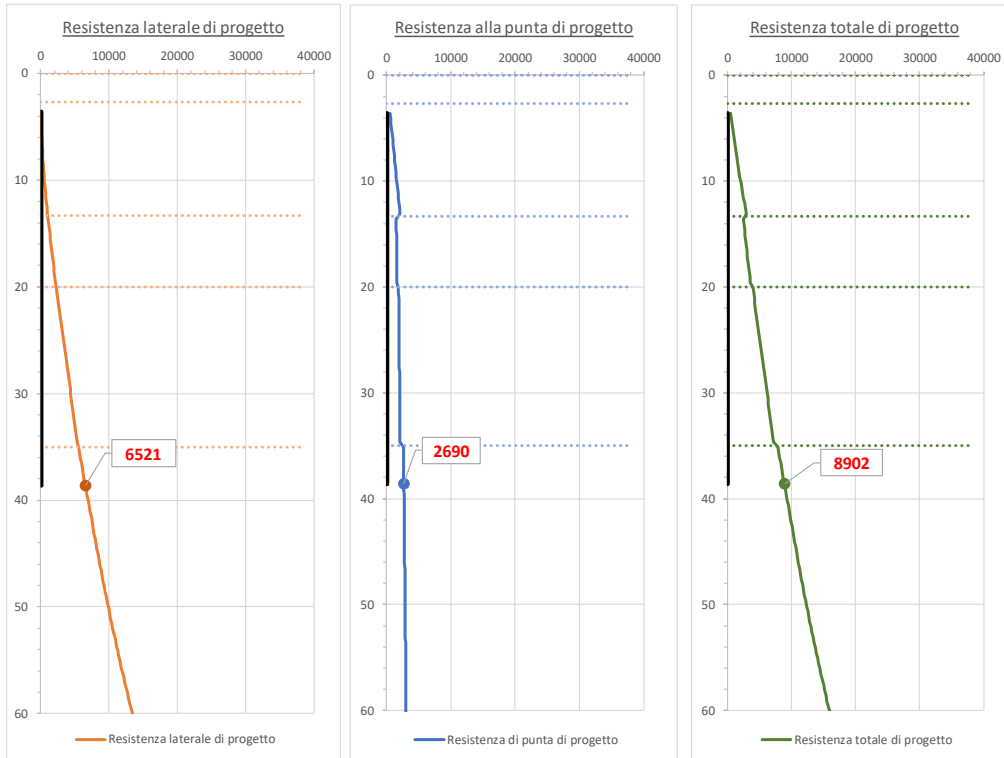 Resistenza laterale di progetto
0 10000 20000 30000 40000
0
10
20
30
40
50
60
6521
Resistenza laterale di progetto
Resistenza alla punta di progetto
0 10000 20000 30000 40000
0
10
20
30
40
50
60
2690
Resistenza di punta di progetto
Resistenza totale di progetto
0 10000 20000 30000 40000
0
10
20
30
40
50
60
8902
Resistenza totale di progetto